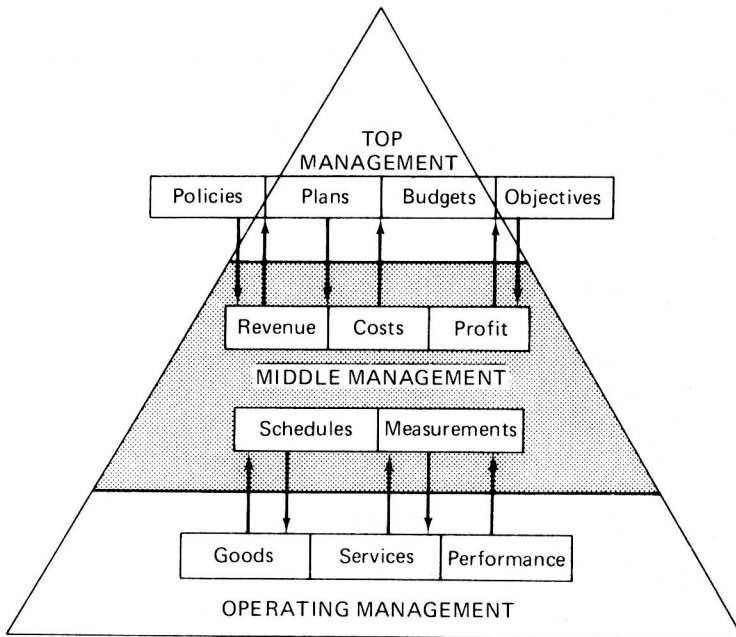 TOP
MANAGEMENT
Policies Plans Budgets Objectives
Revenue Costs Profit
MIDDLE MANAGEMENT
Schedules Measurements
Goods Services Performance
OPERATING MANAGEMENT